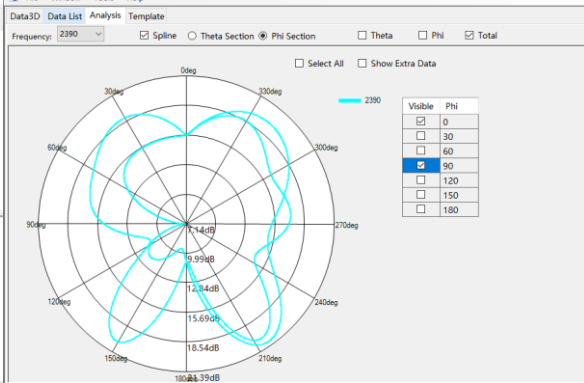 Data3D Data List Analysis Template
Frequency: 2390 Spline Theta Section Phi Section Theta Phi Total
Select All Show Extra Data
0deg
30deg 330deg
2390
Visible Phi
0
30
60
90
120
150
180
60deg 300deg
90deg 270deg
7.14dB
9.99dB
12.84dB
120deg 240deg
15.69dB
18.54dB
150deg 210deg
180deg 21.39dB